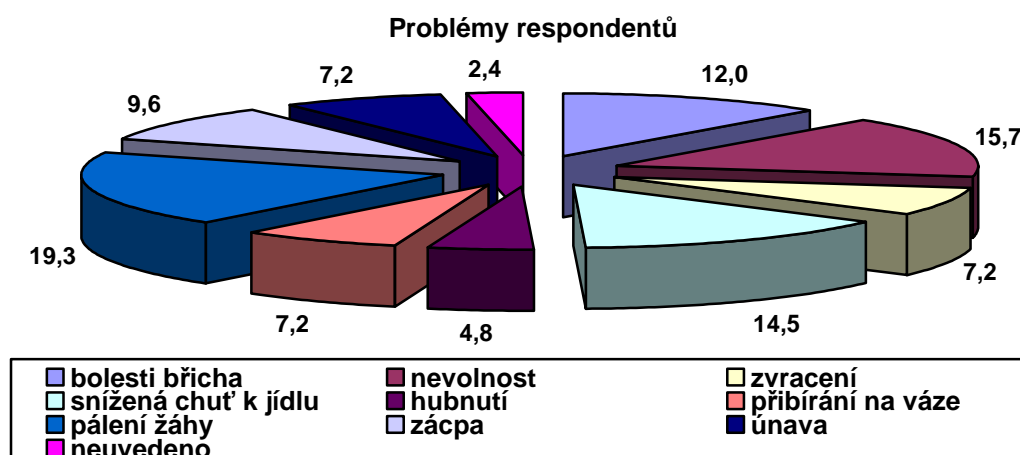 Problémy respondentů
7,2 2,4 12,0
9,6 15,7
19,3 7,2
7,2 4,8 14,5
bolesti břicha nevolnost zvracení
snížená chuť k jídlu hubnutí přibírání na váze
pálení žáhy zácpa únava
neuvedeno